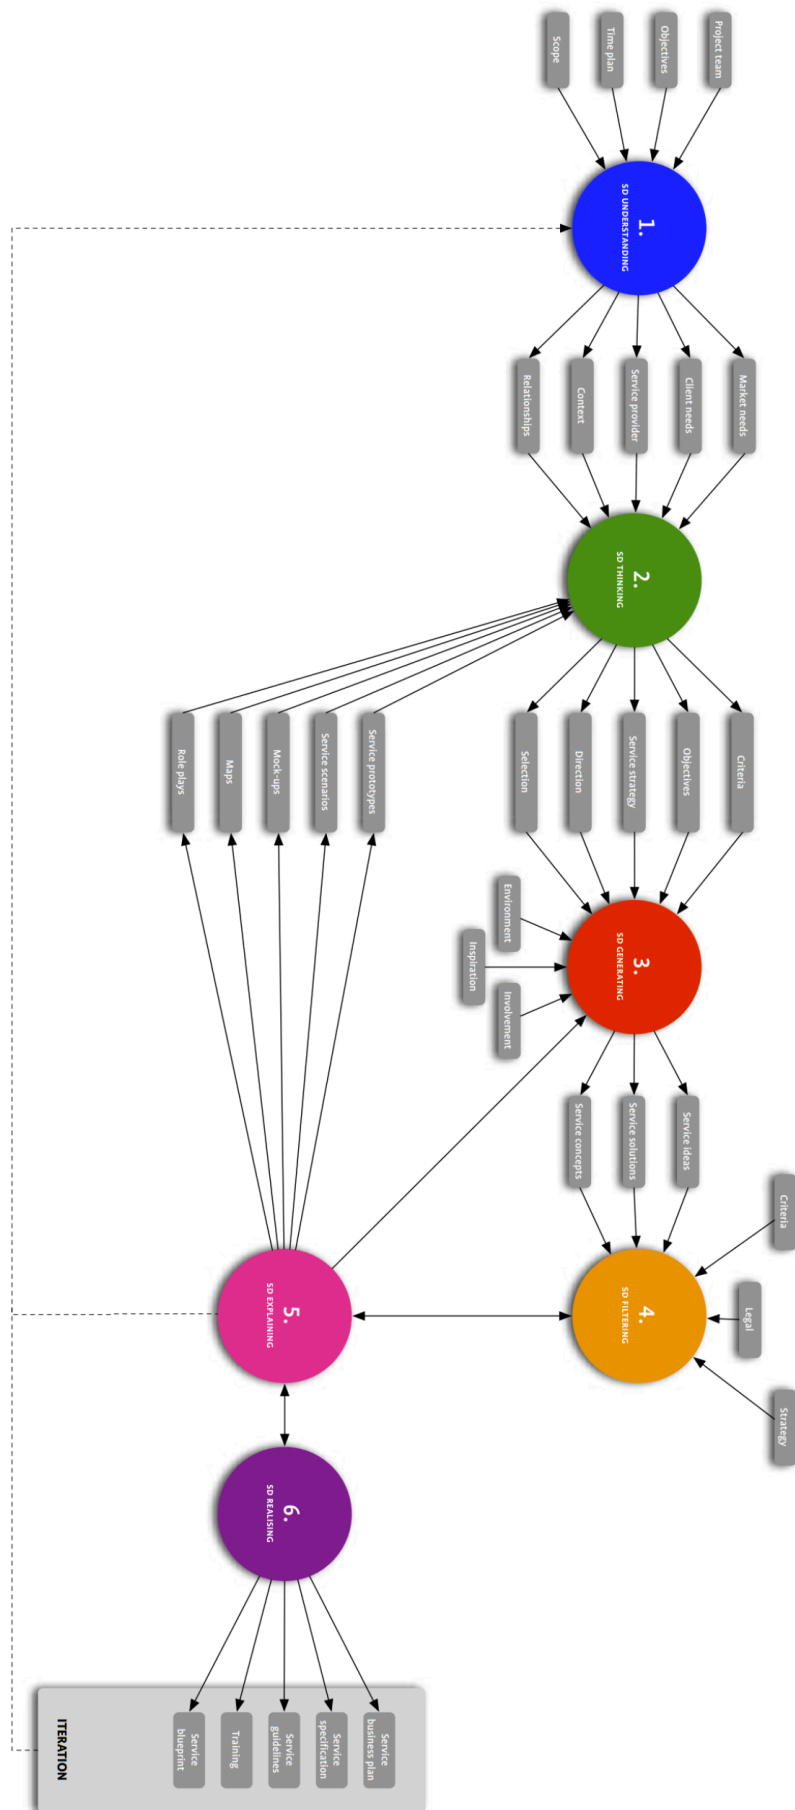 Project team
Objectives
Time plan
Scope
1.
SD UNDERSTANDING
Market needs
Client needs
Service provider
Context
Relationships
2.
SD THINKING
Criteria
Objectives
Service strategy
Direction
Selection
Service prototypes
Service scenarios
Mock-ups
Maps
Role plays
3.
SD GENERATING
Environment
Inspiration
Involvement
Service ideas
Service solutions
Service concepts
Criteria
Legal
Strategy
4.
SD FILTERING
5.
SD EXPLAINING
6.
SD REALISING
Service
business plan
Service
specification
Service
guidelines
Training
Service
blueprint
ITERATION